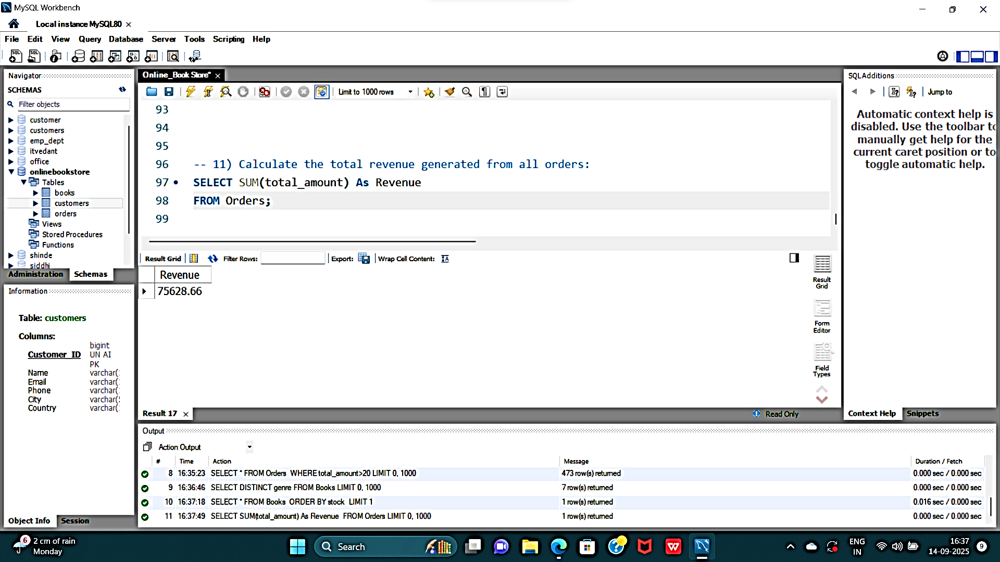 MySQL Workbench
Local instance MySQL80
File Edit View Query Database Server Tools Scripting Help
Navigator
SCHEMAS
Filter objects
customer
customers
emp_dept
itvedant
office
onlinebookstore
Tables
books
customers
orders
Views
Stored Procedures
Functions
shinde
siddhi
Administration Schemas
Information
Table: customers
Columns:
Customer_ID bigint UN AI PK
Name varchar(
Email varchar(
Phone varchar(
City varchar(
Country varchar(
Object Info Session
Online_Book Store*
Limit to 1000 rows
93
94
95
96 -- 11) Calculate the total revenue generated from all orders:
97 SELECT SUM(total_amount) As Revenue
98 FROM Orders;
99
Result Grid Filter Rows: Export: Wrap Cell Content:
Revenue
75628.66
Result Grid
Form Editor
Field Types
Result 17
Read Only
SQLAdditions
Jump to
Automatic context help is
disabled. Use the toolbar to
manually get help for the
current caret position or to
toggle automatic help.
Context Help Snippets
Output
Action Output
# Time Action Message Duration / Fetch
8 16:35:23 SELECT * FROM Orders WHERE total_amount>20 LIMIT 0, 1000 473 row(s) returned 0.000 sec / 0.000 sec
9 16:36:46 SELECT DISTINCT genre FROM Books LIMIT 0, 1000 7 row(s) returned 0.000 sec / 0.000 sec
10 16:37:18 SELECT * FROM Books ORDER BY stock LIMIT 1 1 row(s) returned 0.016 sec / 0.000 sec
11 16:37:49 SELECT SUM(total_amount) As Revenue FROM Orders LIMIT 0, 1000 1 row(s) returned 0.000 sec / 0.000 sec
6
2 cm of rain
Monday
Search
ENG
IN
16:37
14-09-2025
9